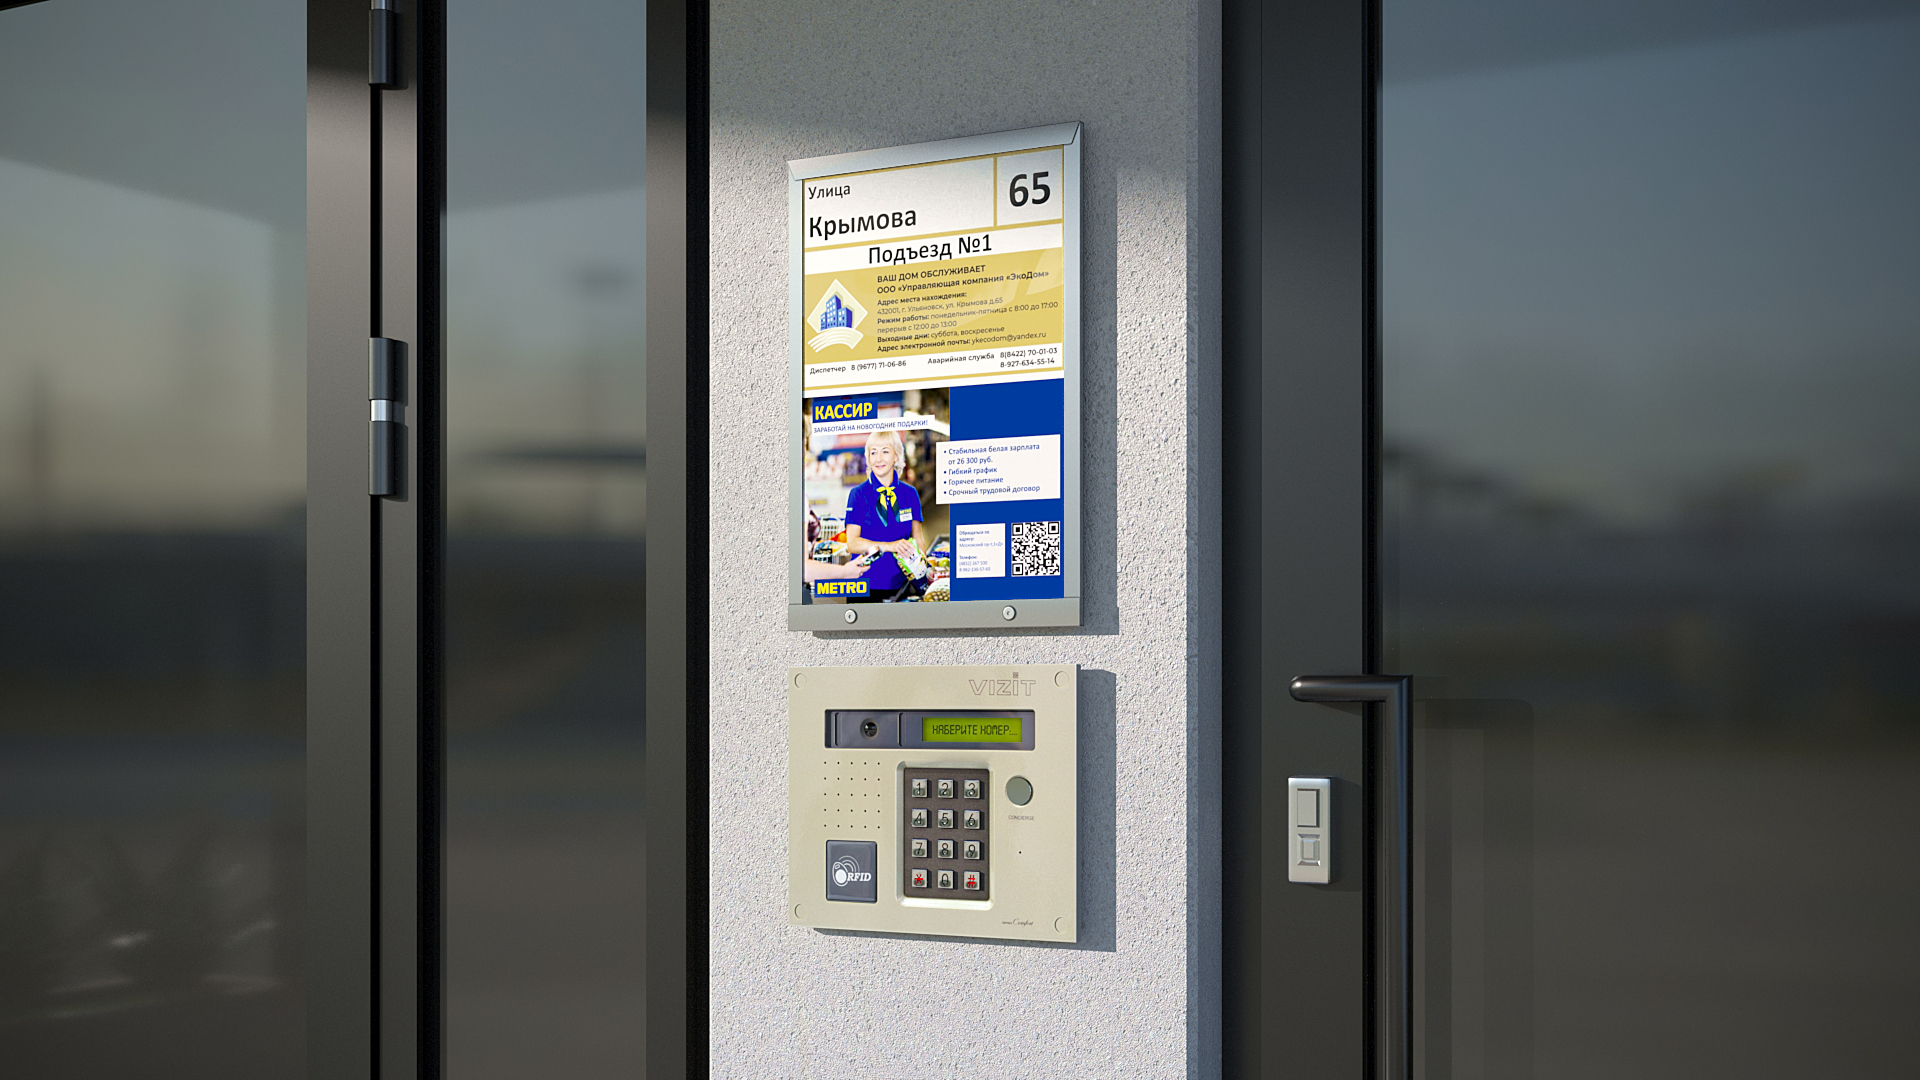 Улица
Крымова
65
Подъезд №1
ВАШ ДОМ ОБСЛУЖИВАЕТ
ООО «Управляющая компания «ЭкоДом»
Адрес места нахождения:
432001, г. Ульяновск, ул. Крымова д.65
Режим работы: понедельник-пятница с 8:00 до 17:00
перерыв с 12:00 до 13:00
Выходные дни: суббота, воскресенье
Адрес электронной почты: ykecodom@yandex.ru
Диспетчер 8 (9677) 71-06-86
Аварийная служба 8(8422) 70-01-03
8-927-634-55-14
КАССИР
ЗАРАБОТАЙ НА НОВОГОДНИЕ ПОДАРКИ!
• Стабильная белая зарплата
от 26 300 руб.
• Гибкий график
• Горячее питание
• Срочный трудовой договор
Обращаться по
адресу:
Телефон:
METRO
VIZIT
НАБЕРИТЕ НОМЕР...
1 2 3
4 5 6
7 8 9
* 0 #
CONCIERGE
RFID